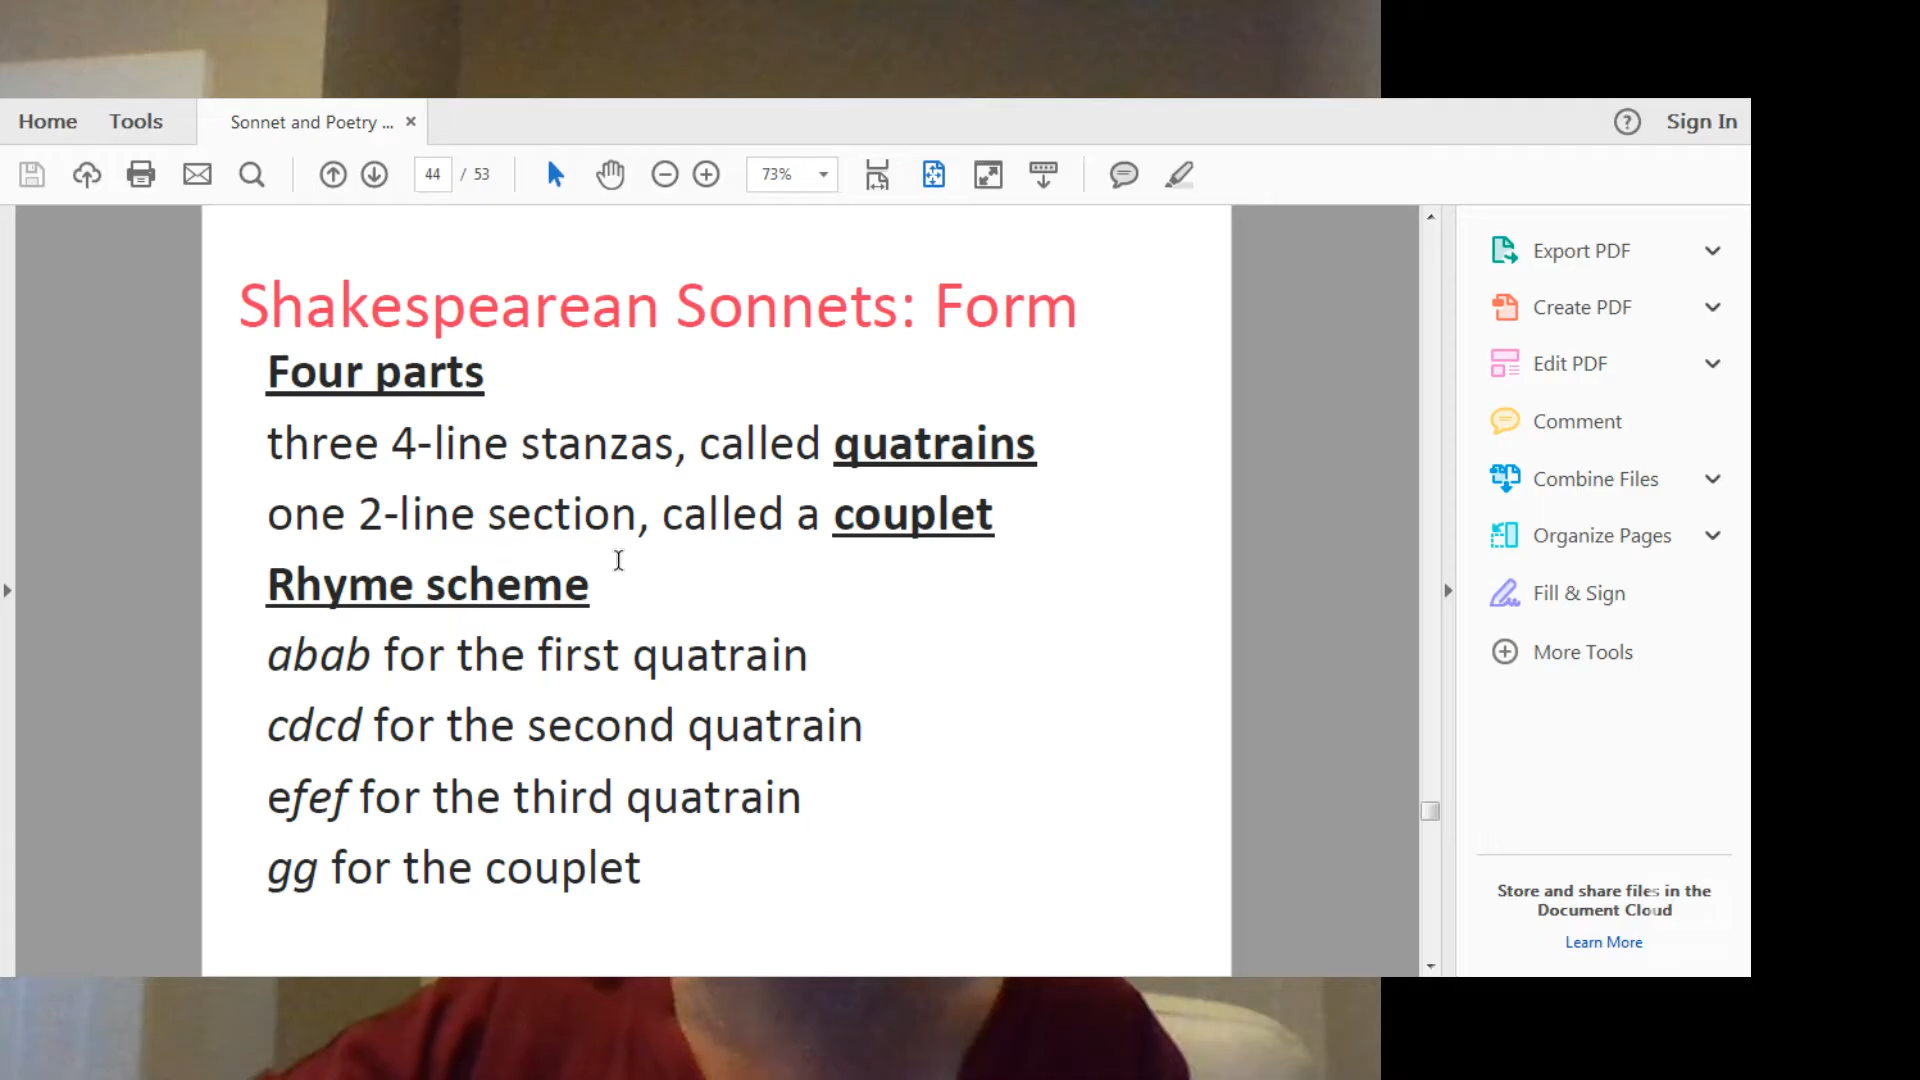 Home Tools Sonnet and Poetry ... × ? Sign In
44 / 53 73%
Shakespearean Sonnets: Form
Four parts
three 4-line stanzas, called quatrains
one 2-line section, called a couplet
Rhyme scheme
abab for the first quatrain
cdcd for the second quatrain
efef for the third quatrain
gg for the couplet
Export PDF
Create PDF
Edit PDF
Comment
Combine Files
Organize Pages
Fill & Sign
More Tools
Store and share files in the
Document Cloud
Learn More